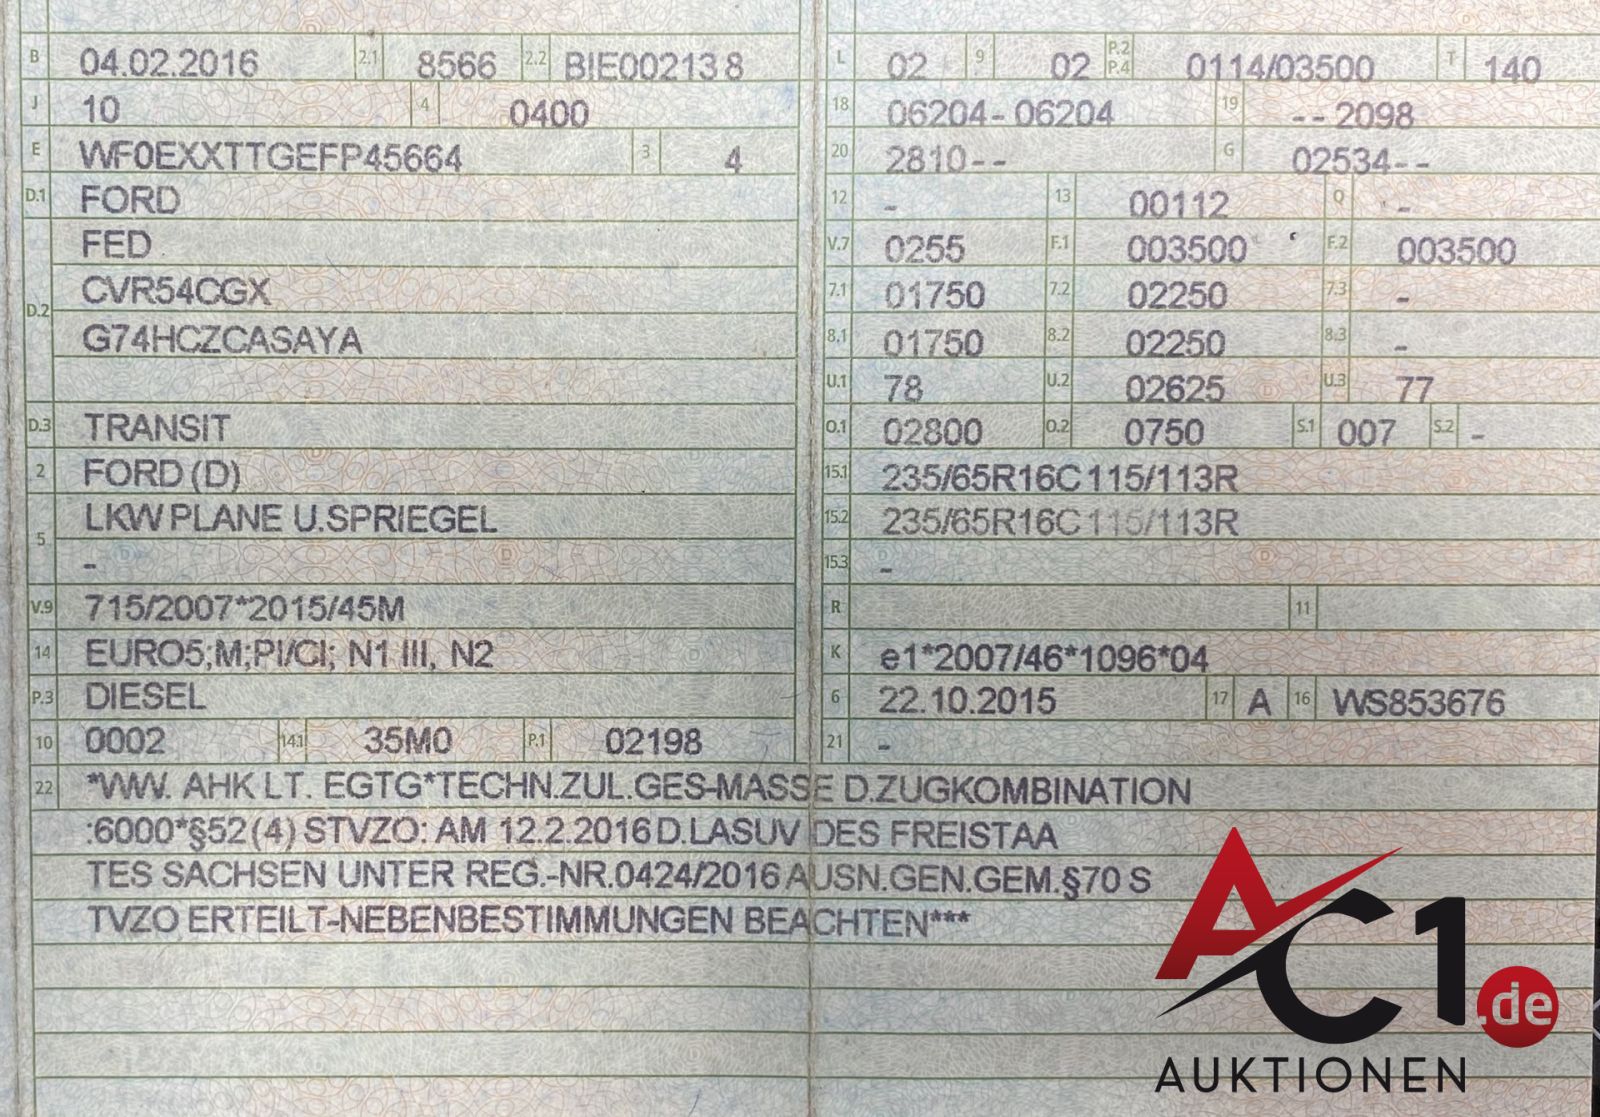 B 04.02.2016 2.1 8566 2.2 BIE00213 8
J 10 4 0400
E WF0EXXTTGEFP45664 3 4
D.1 FORD
FED
D.2 CVR54CGX
G74HCZCASAYA
D.3 TRANSIT
2 FORD (D)
5 LKW PLANE U.SPRIEGEL
-
V.9 715/2007*2015/45M
14 EURO5;M;PI/CI; N1 III, N2
P.3 DIESEL
10 0002 14.1 35M0 P.1 02198
L 02 9 02 P.2 P.4 0114/03500 T 140
18 06204-06204 19 --2098
20 2810-- G 02534--
12 - 13 00112 Q -
V.7 0255 F.1 003500 F.2 003500
7.1 01750 7.2 02250 7.3 -
8.1 01750 8.2 02250 8.3 -
U.1 78 U.2 02625 U.3 77
O.1 02800 O.2 0750 S.1 007 S.2 -
15.1 235/65R16C 115/113R
15.2 235/65R16C 115/113R
15.3 -
R 11
K e1*2007/46*1096*04
6 22.10.2015 17 A 16 WS853676
21 -
22 *WW. AHK LT. EGTG*TECHN.ZUL.GES-MASSE D.ZUGKOMBINATION
:6000*§52(4) STVZO: AM 12.2.2016 D.LASUV DES FREISTAA
TES SACHSEN UNTER REG.-NR.0424/2016 AUSN.GEN.GEM.§70 S
TVZO ERTEILT-NEBENBESTIMMUNGEN BEACHTEN***
AC1.de
AUKTIONEN